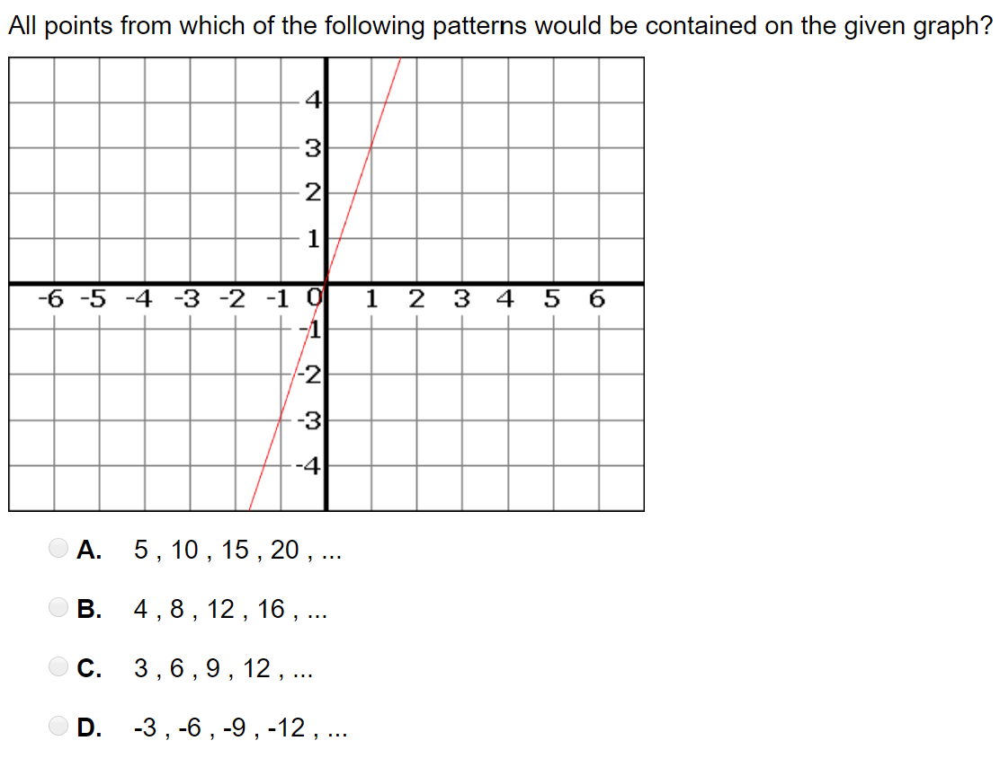 All points from which of the following patterns would be contained on the given graph?
4
3
2
1
-6 -5 -4 -3 -2 -1 0 1 2 3 4 5 6
-1
-2
-3
-4
A. 5 , 10 , 15 , 20 , ...
B. 4 , 8 , 12 , 16 , ...
C. 3 , 6 , 9 , 12 , ...
D. -3 , -6 , -9 , -12 , ...